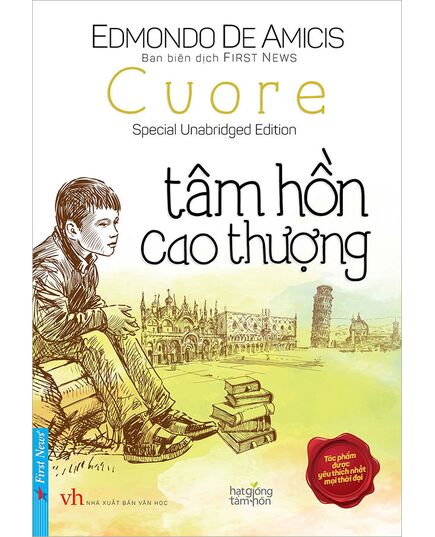 EDMONDO DE AMICIS
Ban biên dịch FIRST NEWS
Cuore
Special Unabridged Edition
tâm hồn
cao thượng
Tác phẩm
được
yêu thích nhất
mọi thời đại
First News
vh NHÀ XUẤT BẢN VĂN HỌC
hạt giống
tâm hồn